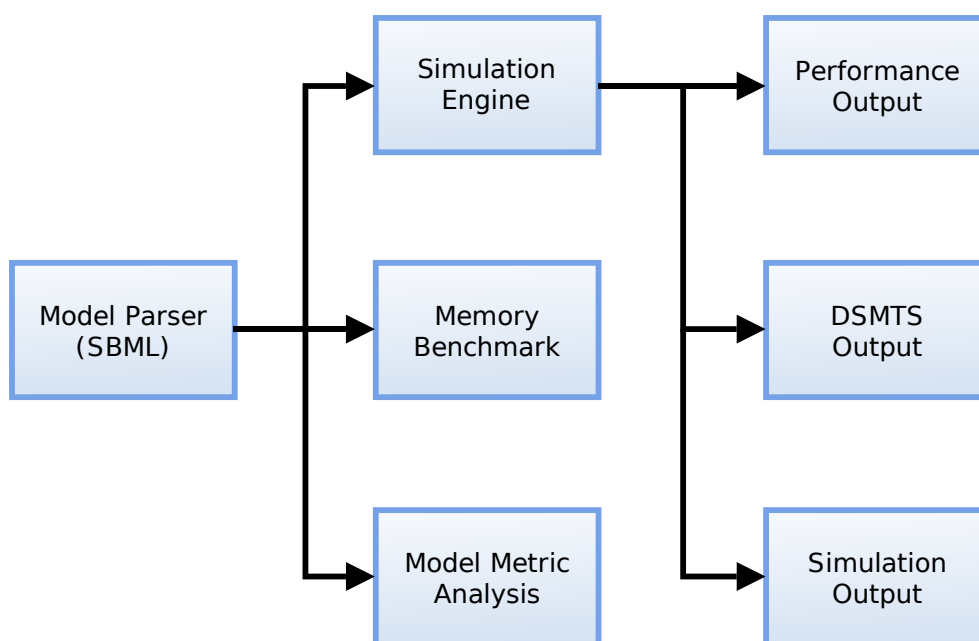 Simulation
Engine
Performance
Output
Model Parser
(SBML)
Memory
Benchmark
DSMTS
Output
Model Metric
Analysis
Simulation
Output